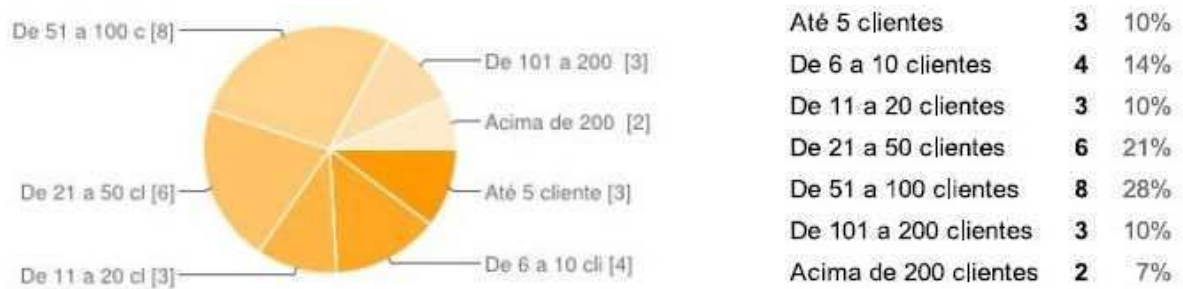 De 51 a 100 c [8]
De 101 a 200 [3]
Acima de 200 [2]
De 21 a 50 cl [6]
Até 5 cliente [3]
De 11 a 20 cl [3]
De 6 a 10 cli [4]
Até 5 clientes 3 10%
De 6 a 10 clientes 4 14%
De 11 a 20 clientes 3 10%
De 21 a 50 clientes 6 21%
De 51 a 100 clientes 8 28%
De 101 a 200 clientes 3 10%
Acima de 200 clientes 2 7%